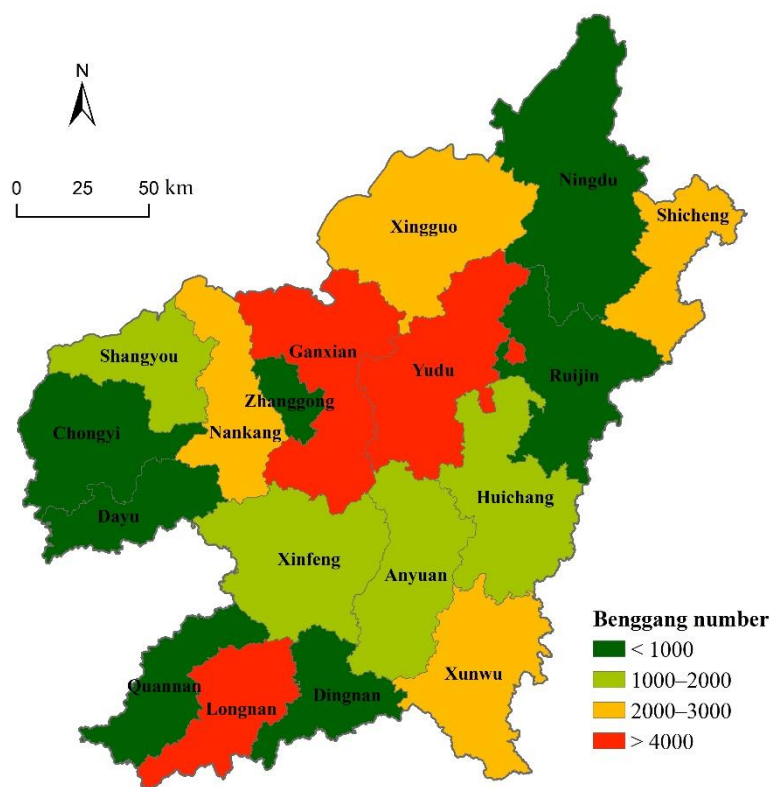 N
0 25 50 km
Ningdu
Shicheng
Xingguo
Shangyou
Ganxian
Yudu
Ruijin
Zhanggong
Chongyi
Nankang
Huichang
Dayu
Xinfeng
Anyuan
Benggang number
< 1000
1000–2000
2000–3000
> 4000
Xunwu
Quannan
Longnan
Dingnan